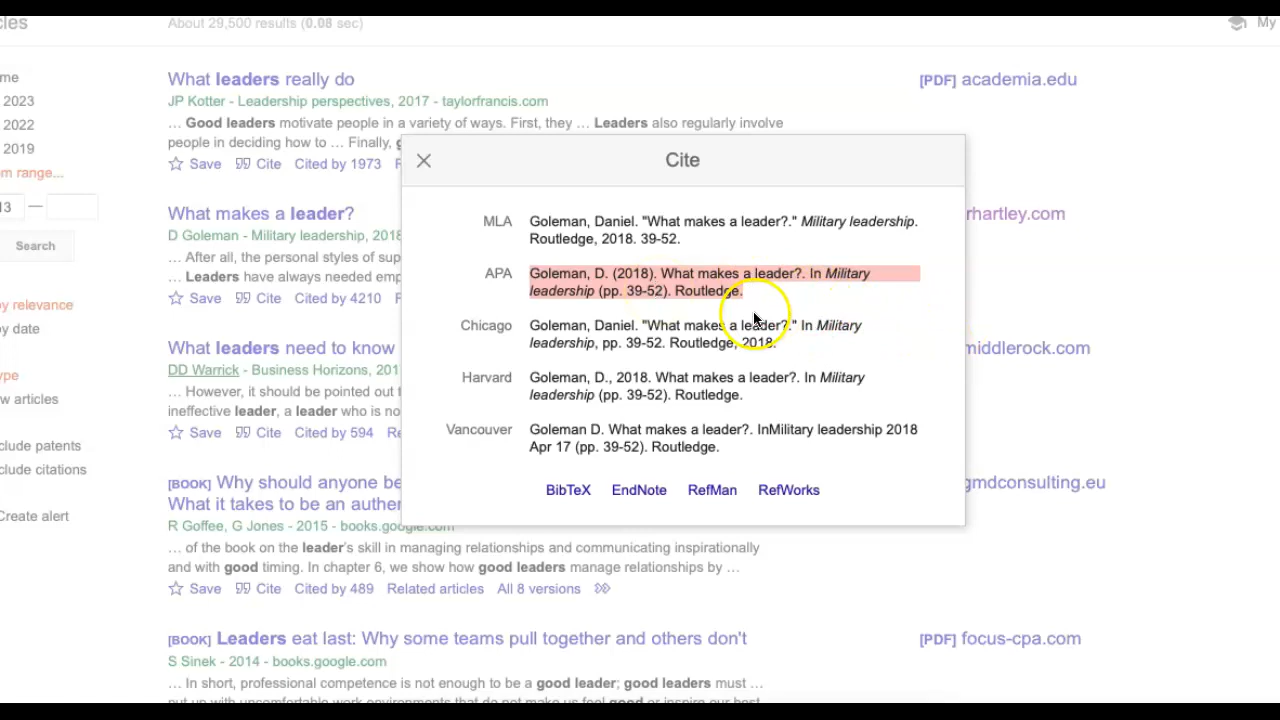 cles
About 29,500 results (0.08 sec)
My
me
2023
2022
2019
m range...
13 —
Search
by relevance
by date
ype
w articles
clude patents
clude citations
Create alert
What leaders really do
[PDF] academia.edu
JP Kotter - Leadership perspectives, 2017 - taylorfrancis.com
... Good leaders motivate people in a variety of ways. First, they ... Leaders also regularly involve
people in deciding how to ... Finally,
Save Cite Cited by 1973
What makes a leader?
rhartley.com
D Goleman - Military leadership, 2018
... After all, the personal styles of
Leaders have always needed
Save Cite Cited by 4210
What leaders need to know
middlerock.com
DD Warrick - Business Horizons, 201
... However, it should be pointed out
ineffective leader, a leader who is
Save Cite Cited by 594
[BOOK] Why should anyone be
gmdconsulting.eu
What it takes to be an
R Goffee, G Jones - 2015 - books.google.com
... of the book on the leader's skill in managing relationships and communicating inspirationally
and with good timing. In chapter 6, we show how good leaders manage relationships by ...
Save Cite Cited by 489 Related articles All 8 versions
[BOOK] Leaders eat last: Why some teams pull together and others don't
[PDF] focus-cpa.com
S Sinek - 2014 - books.google.com
... In short, professional competence is not enough to be a good leader; good leaders must ...
Cite
MLA Goleman, Daniel. "What makes a leader?." Military leadership.
Routledge, 2018. 39-52.
APA Goleman, D. (2018). What makes a leader?. In Military
leadership (pp. 39-52). Routledge.
Chicago Goleman, Daniel. "What makes a leader?." In Military
leadership, pp. 39-52. Routledge, 2018.
Harvard Goleman, D., 2018. What makes a leader?. In Military
leadership (pp. 39-52). Routledge.
Vancouver Goleman D. What makes a leader?. InMilitary leadership 2018
Apr 17 (pp. 39-52). Routledge.
BibTeX EndNote RefMan RefWorks